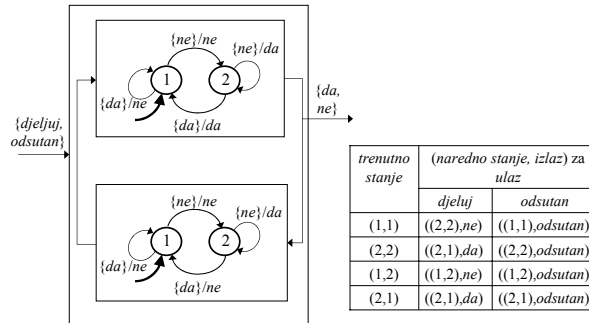 {ne}/ne
{ne}/da
1
2
{da}/ne
{da}/da
{da,
ne}
{djeljuj,
odsutan}
{ne}/ne
{ne}/da
1
2
{da}/ne
{da}/ne
trenutno stanje
(naredno stanje, izlaz) za ulaz
djeluj
odsutan
(1,1) ((2,2),ne) ((1,1),odsutan)
(2,2) ((2,1),da) ((2,2),odsutan)
(1,2) ((1,2),ne) ((1,2),odsutan)
(2,1) ((2,1),da) ((2,1),odsutan)